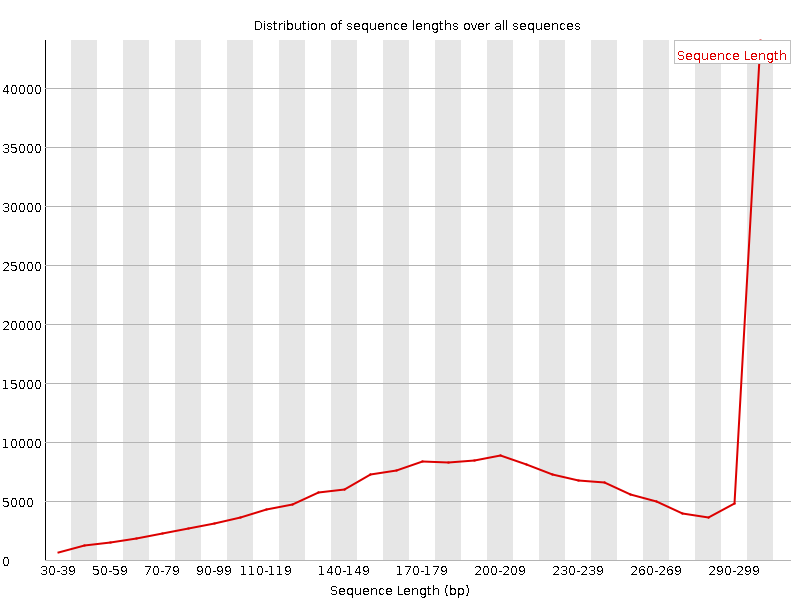 Distribution of sequence lengths over all sequences
Sequence Length
40000
35000
30000
25000
20000
15000
10000
5000
0
30-39 50-59 70-79 90-99 110-119 140-149 170-179 200-209 230-239 260-269 290-299
Sequence Length (bp)